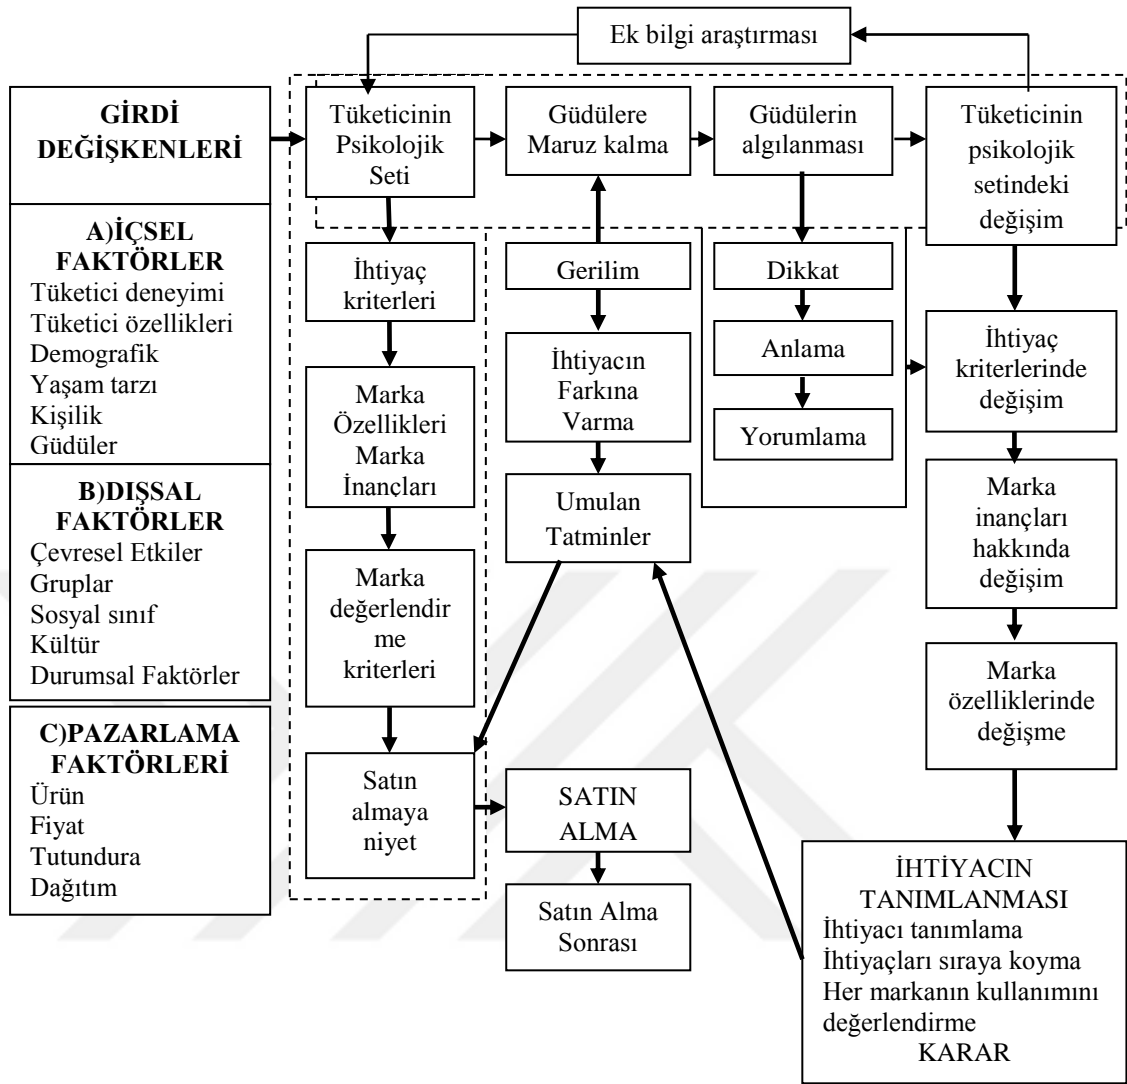 Ek bilgi araştırması
GİRDİ
DEĞİŞKENLERİ
A)İÇSEL
FAKTÖRLER
Tüketici deneyimi
Tüketici özellikleri
Demografik
Yaşam tarzı
Kişilik
Güdüler
B)DIŞSAL
FAKTÖRLER
Çevresel Etkiler
Gruplar
Sosyal sınıf
Kültür
Durumsal Faktörler
C)PAZARLAMA
FAKTÖRLERİ
Ürün
Fiyat
Tutundura
Dağıtım
Tüketicinin
Psikolojik
Seti
İhtiyaç
kriterleri
Marka
Özellikleri
Marka
İnançları
Marka
değerlendir
me
kriterleri
Satın
almaya
niyet
Güdülere
Maruz kalma
Gerilim
İhtiyacın
Farkına
Varma
Umulan
Tatminler
SATIN
ALMA
Satın Alma
Sonrası
Güdülerin
algılanması
Dikkat
Anlama
Yorumlama
Tüketicinin
psikolojik
setindeki
değişim
İhtiyaç
kriterlerinde
değişim
Marka
inançları
hakkında
değişim
Marka
özelliklerinde
değişme
İHTİYACIN
TANIMLANMASI
İhtiyacı tanımlama
İhtiyaçları sıraya koyma
Her markanın kullanımını
değerlendirme
KARAR